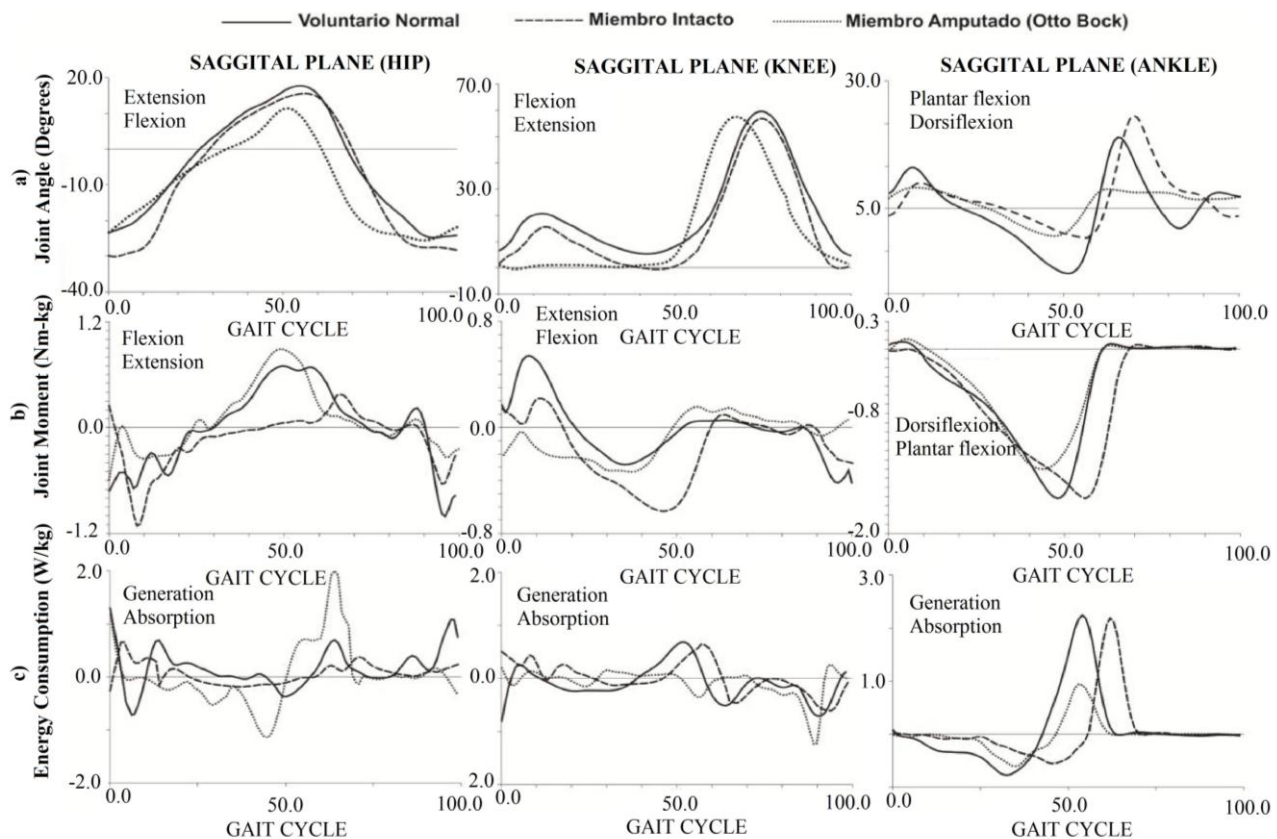 Voluntario Normal Miembro Intacto Miembro Amputado (Otto Bock)
SAGGITAL PLANE (HIP) SAGGITAL PLANE (KNEE) SAGGITAL PLANE (ANKLE)
a)
Joint Angle (Degrees)
20.0
-10.0
-40.0
Extension
Flexion
0.0 50.0 100.0
GAIT CYCLE
70.0
30.0
-10.0
Flexion
Extension
0.0 50.0 100.0
GAIT CYCLE
30.0
5.0
Plantar flexion
Dorsiflexion
0.0 50.0 100.0
GAIT CYCLE
b)
Joint Moment (Nm-kg)
1.2
0.0
-1.2
Flexion
Extension
0.0 50.0 100.0
GAIT CYCLE
0.8
0.0
-0.8
Extension
Flexion
0.0 50.0 100.0
GAIT CYCLE
0.3
-0.8
-2.0
Dorsiflexion
Plantar flexion
0.0 50.0 100.0
GAIT CYCLE
c)
Energy Consumption (W/kg)
2.0
0.0
-2.0
Generation
Absorption
0.0 50.0 100.0
GAIT CYCLE
2.0
0.0
2.0
Generation
Absorption
0.0 50.0 100.0
GAIT CYCLE
3.0
1.0
Generation
Absorption
0.0 50.0 100.0
GAIT CYCLE